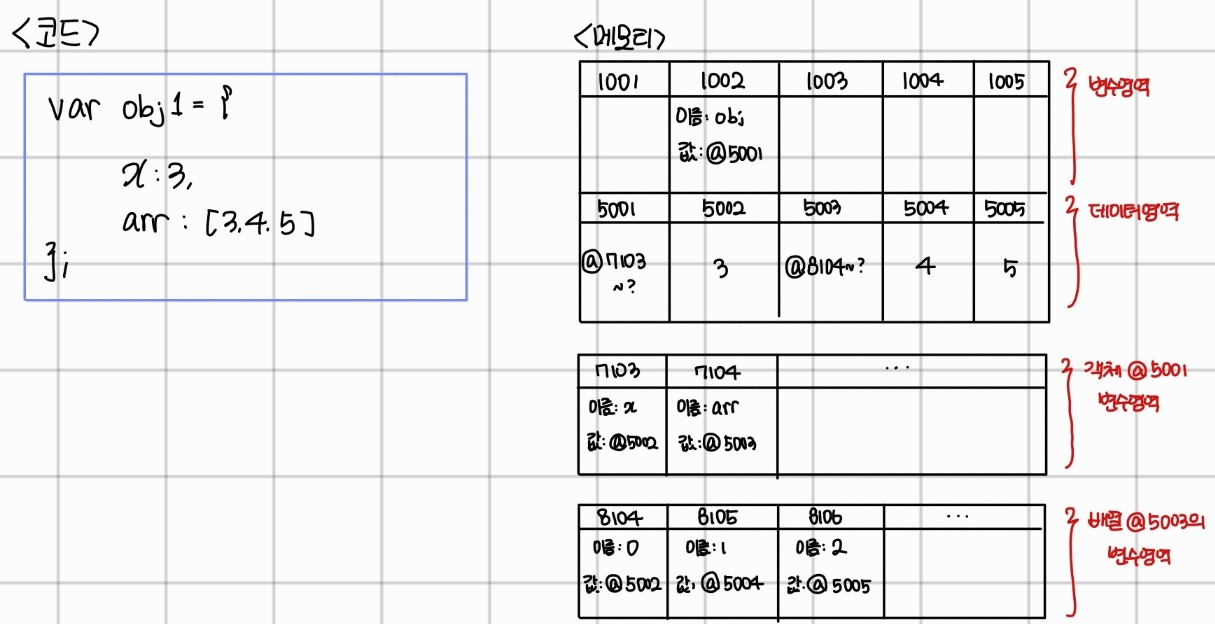 <코드>
var obj1 = {
x : 3,
arr : [3.4.5]
};
<메모리>
1001 1002 1003 1004 1005
이름: obj
값: @5001
변수영역
5001 5002 5003 5004 5005
@7103
~?
3
@8104~?
4
5
데이터영역
7103 7104 ...
이름: x 이름: arr
값: @5002 값: @5003
객체 @5001
변수영역
8104 8105 8106 ...
이름: 0 이름: 1 이름: 2
값: @5002 값: @5004 값: @5005
배열 @5003의
변수영역